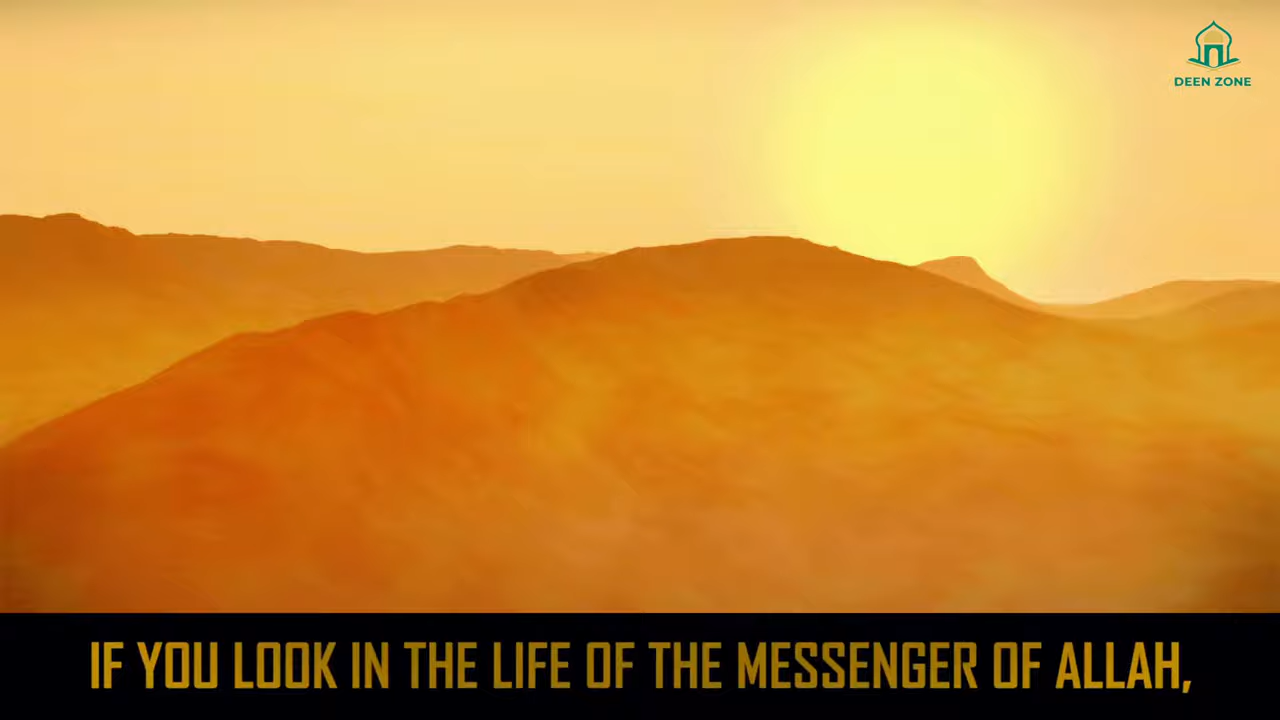 DEEN ZONE
IF YOU LOOK IN THE LIFE OF THE MESSENGER OF ALLAH,